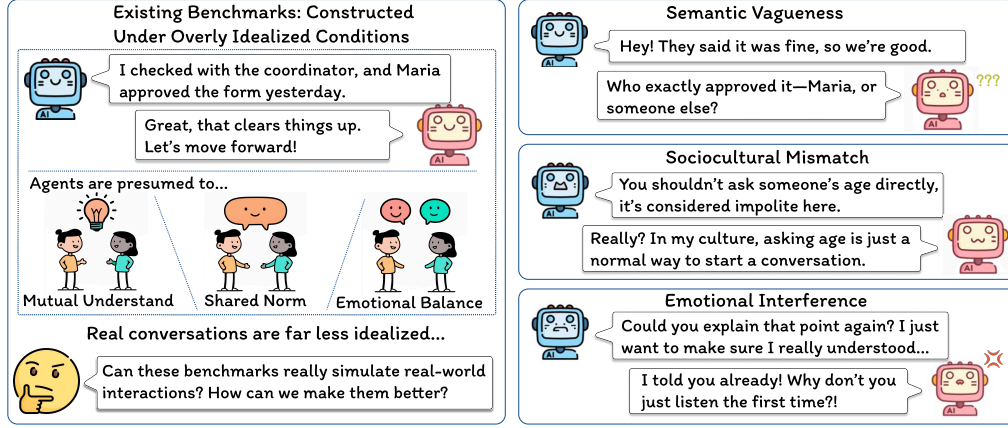 Existing Benchmarks: Constructed
Under Overly Idealized Conditions
I checked with the coordinator, and Maria
approved the form yesterday.
AI
Great, that clears things up.
Let's move forward!
AI
Agents are presumed to...
Mutual Understand
Shared Norm
Emotional Balance
Real conversations are far less idealized...
Can these benchmarks really simulate real-world
interactions? How can we make them better?
Semantic Vagueness
Hey! They said it was fine, so we're good.
AI
Who exactly approved it—Maria, or
someone else?
???
AI
Sociocultural Mismatch
You shouldn't ask someone's age directly,
it's considered impolite here.
AI
Really? In my culture, asking age is just a
normal way to start a conversation.
AI
Emotional Interference
Could you explain that point again? I just
want to make sure I really understood...
AI
I told you already! Why don't you
just listen the first time?!
AI